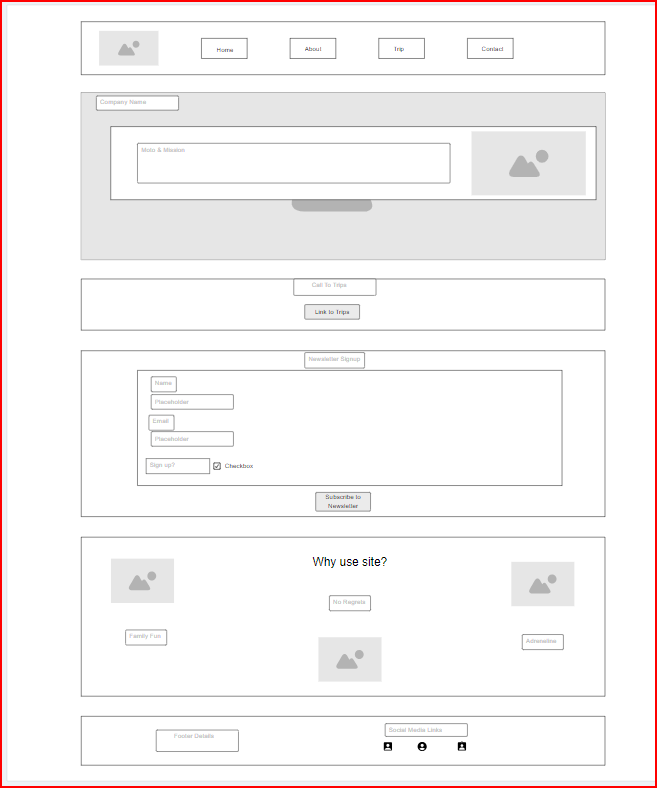 Home
About
Trip
Contact
Company Name
Moto & Mission
Call To Trips
Link to Trips
Newsletter Signup
Name
Placeholder
Email
Placeholder
Sign up?
Checkbox
Subscribe to
Newsletter
Why use site?
No Regrets
Family Fun
Adrenaline
Footer Details
Social Media Links